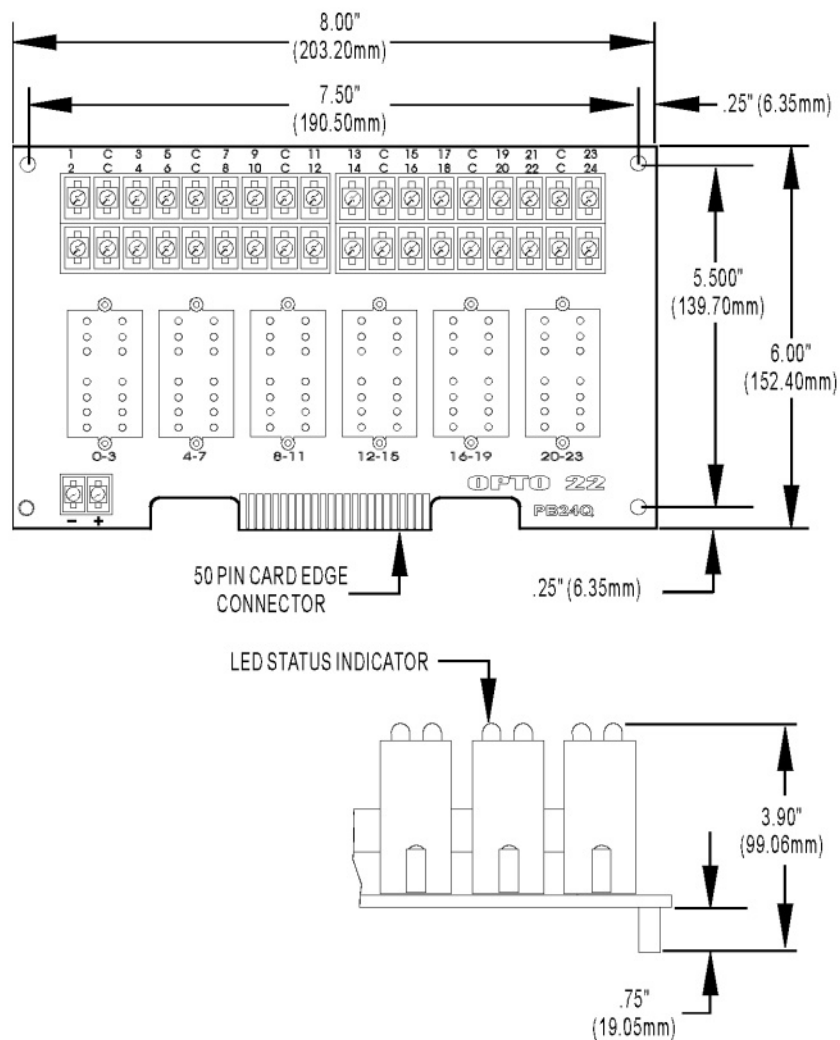 8.00"
(203.20mm)
7.50"
(190.50mm)
.25" (6.35mm)
1 C 3 5 C 7 9 C 11 13 C 15 17 C 19 21 C 23
2 C 4 6 C 8 10 C 12 14 C 16 18 C 20 22 C 24
5.500"
(139.70mm)
6.00"
(152.40mm)
0-3 4-7 8-11 12-15 16-19 20-23
OPTO 22
- +
PB24Q
50 PIN CARD EDGE
CONNECTOR
.25" (6.35mm)
LED STATUS INDICATOR
3.90"
(99.06mm)
.75"
(19.05mm)